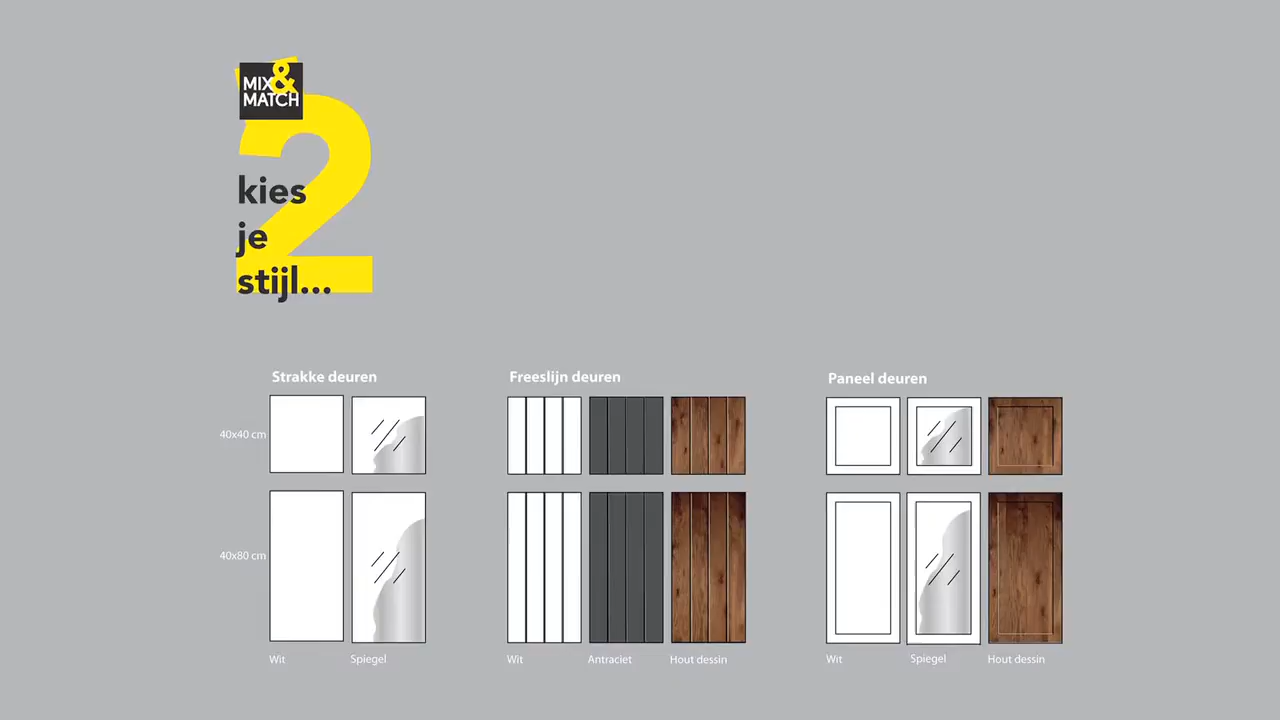 MIX&
MATCH
2
kies
je
stijl...
Strakke deuren
Freeslijn deuren
Paneel deuren
40x40 cm
40x80 cm
Wit
Spiegel
Wit
Antraciet
Hout dessin
Wit
Spiegel
Hout dessin